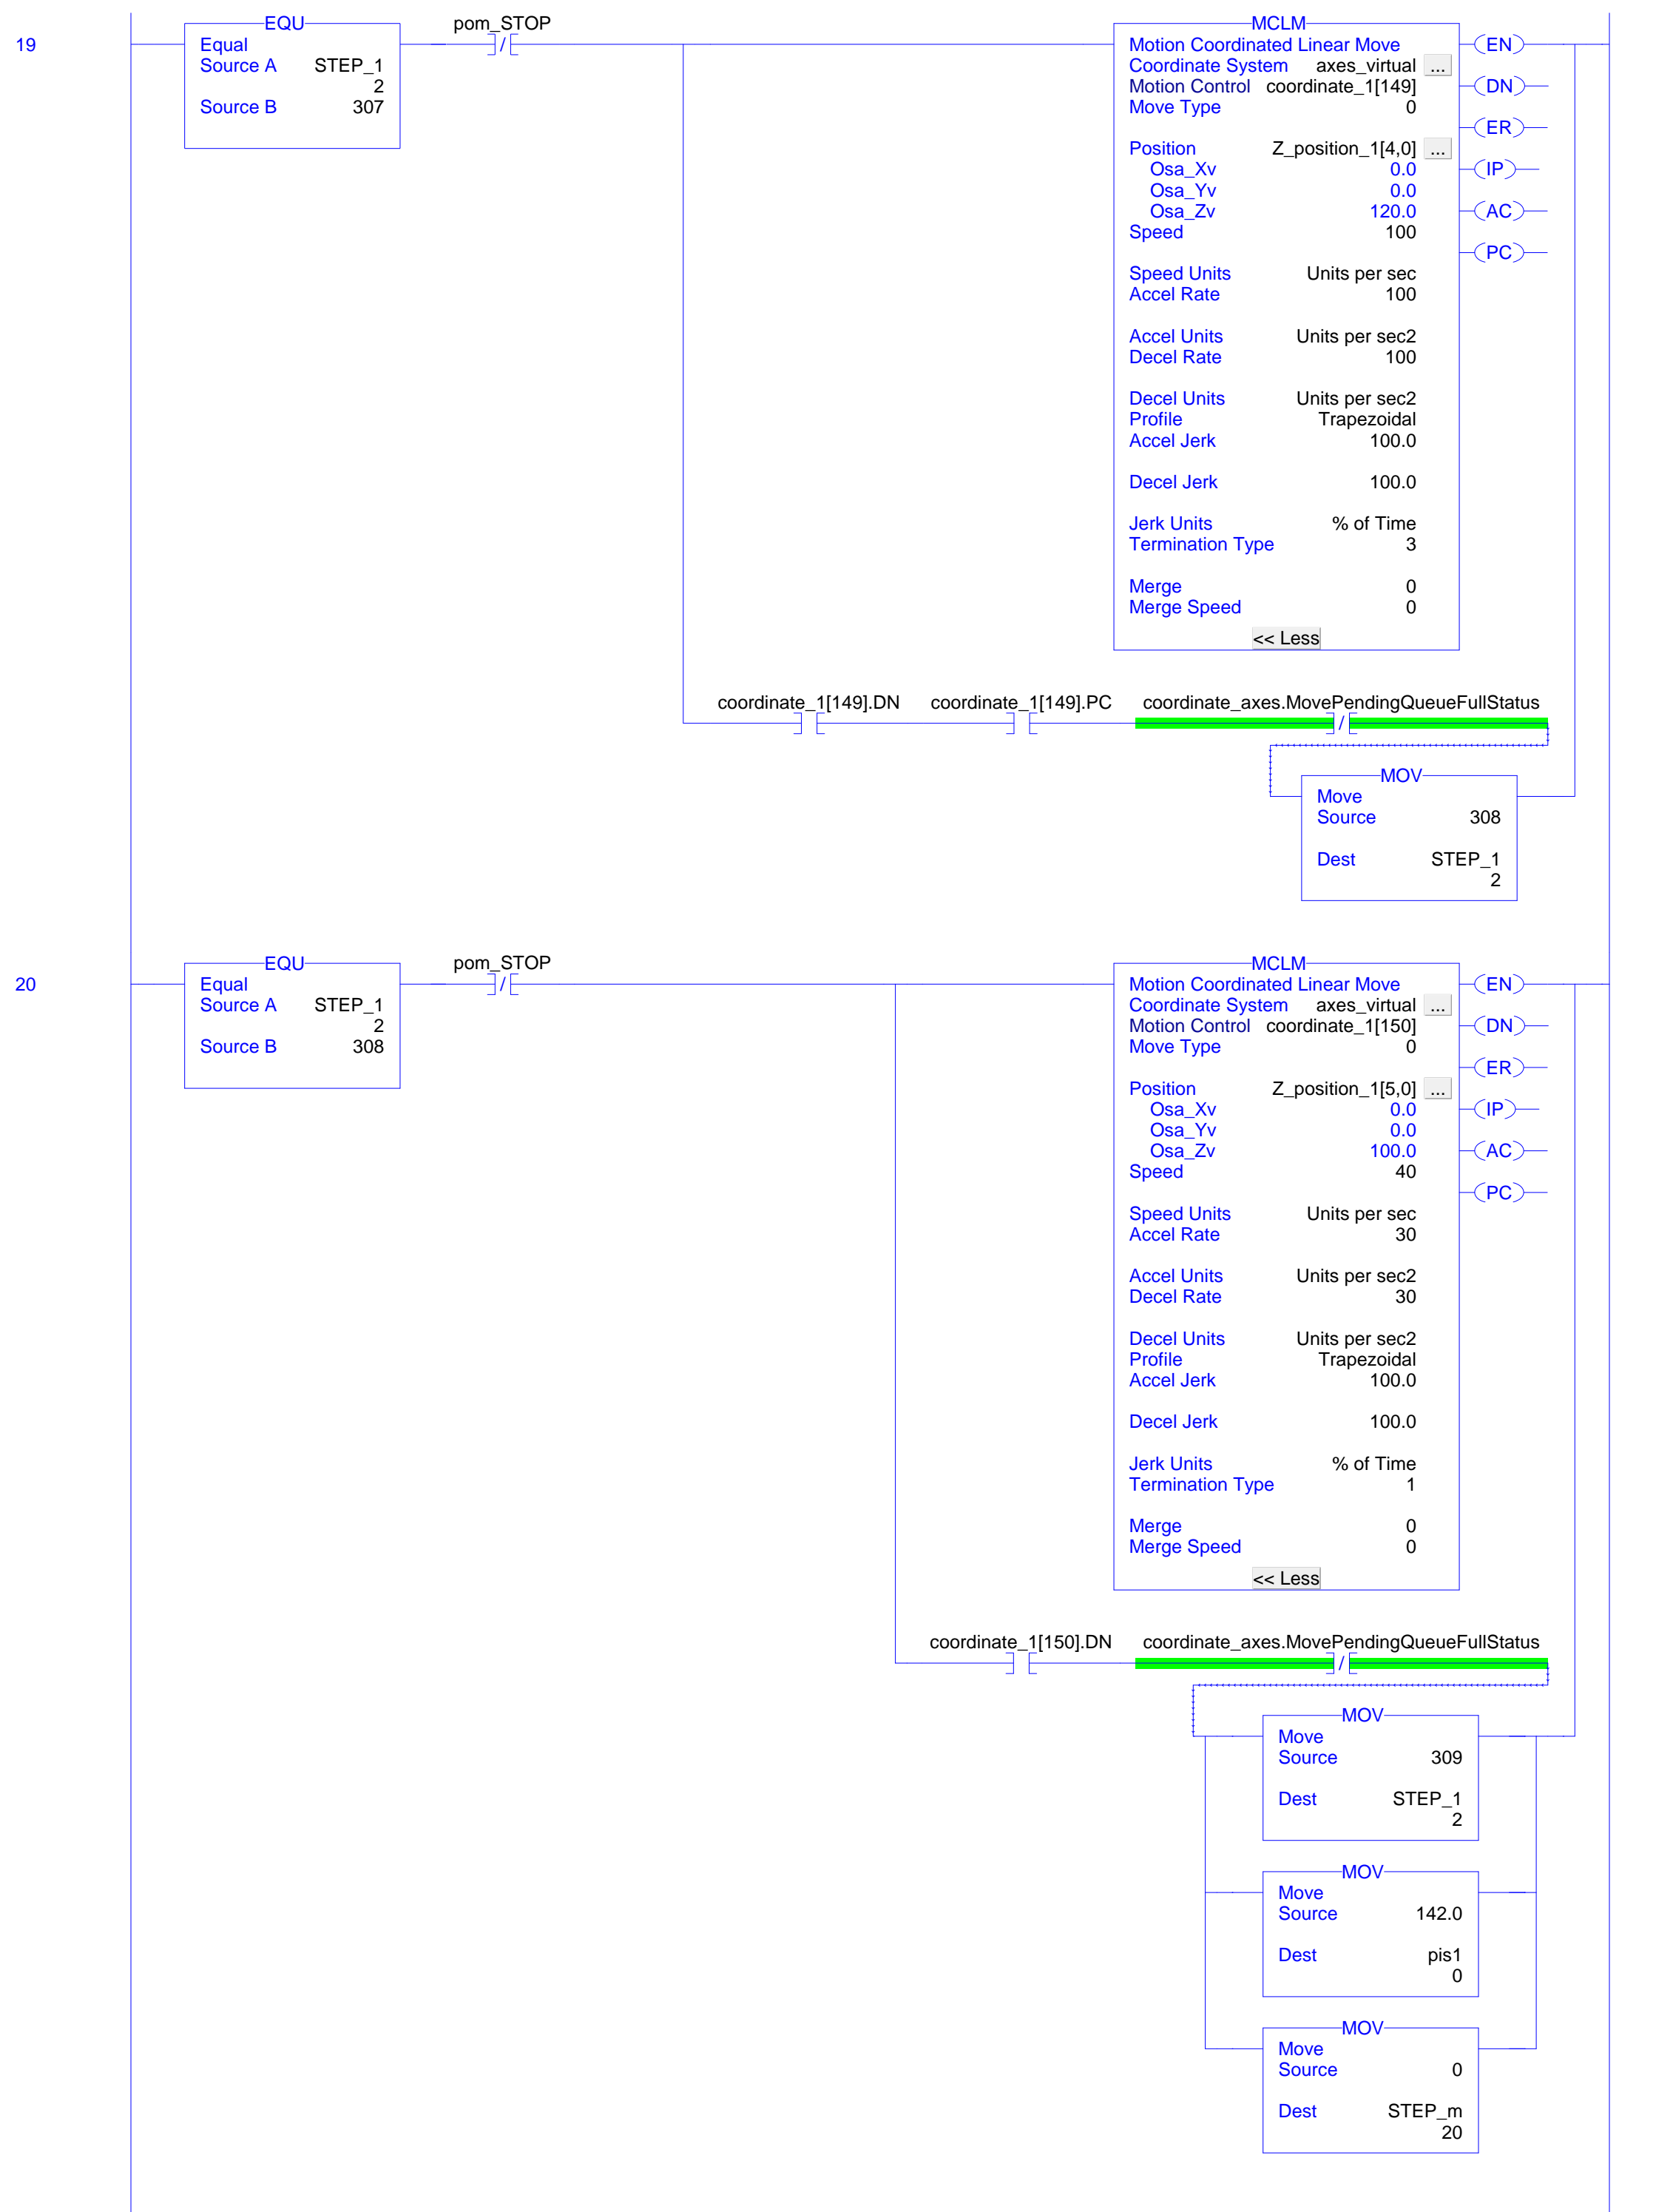 19
EQU
Equal
Source A STEP_1
2
Source B 307
pom_STOP
/
MCLM
Motion Coordinated Linear Move
Coordinate System axes_virtual ...
Motion Control coordinate_1[149]
Move Type 0
Position Z_position_1[4,0] ...
Osa_Xv 0.0
Osa_Yv 0.0
Osa_Zv 120.0
Speed 100
Speed Units Units per sec
Accel Rate 100
Accel Units Units per sec2
Decel Rate 100
Decel Units Units per sec2
Profile Trapezoidal
Accel Jerk 100.0
Decel Jerk 100.0
Jerk Units % of Time
Termination Type 3
Merge 0
Merge Speed 0
<< Less
EN
DN
ER
IP
AC
PC
coordinate_1[149].DN coordinate_1[149].PC coordinate_axes.MovePendingQueueFullStatus
/
MOV
Move
Source 308
Dest STEP_1
2
20
EQU
Equal
Source A STEP_1
2
Source B 308
pom_STOP
/
MCLM
Motion Coordinated Linear Move
Coordinate System axes_virtual ...
Motion Control coordinate_1[150]
Move Type 0
Position Z_position_1[5,0] ...
Osa_Xv 0.0
Osa_Yv 0.0
Osa_Zv 100.0
Speed 40
Speed Units Units per sec
Accel Rate 30
Accel Units Units per sec2
Decel Rate 30
Decel Units Units per sec2
Profile Trapezoidal
Accel Jerk 100.0
Decel Jerk 100.0
Jerk Units % of Time
Termination Type 1
Merge 0
Merge Speed 0
<< Less
EN
DN
ER
IP
AC
PC
coordinate_1[150].DN coordinate_axes.MovePendingQueueFullStatus
/
MOV
Move
Source 309
Dest STEP_1
2
MOV
Move
Source 142.0
Dest pis1
0
MOV
Move
Source 0
Dest STEP_m
20